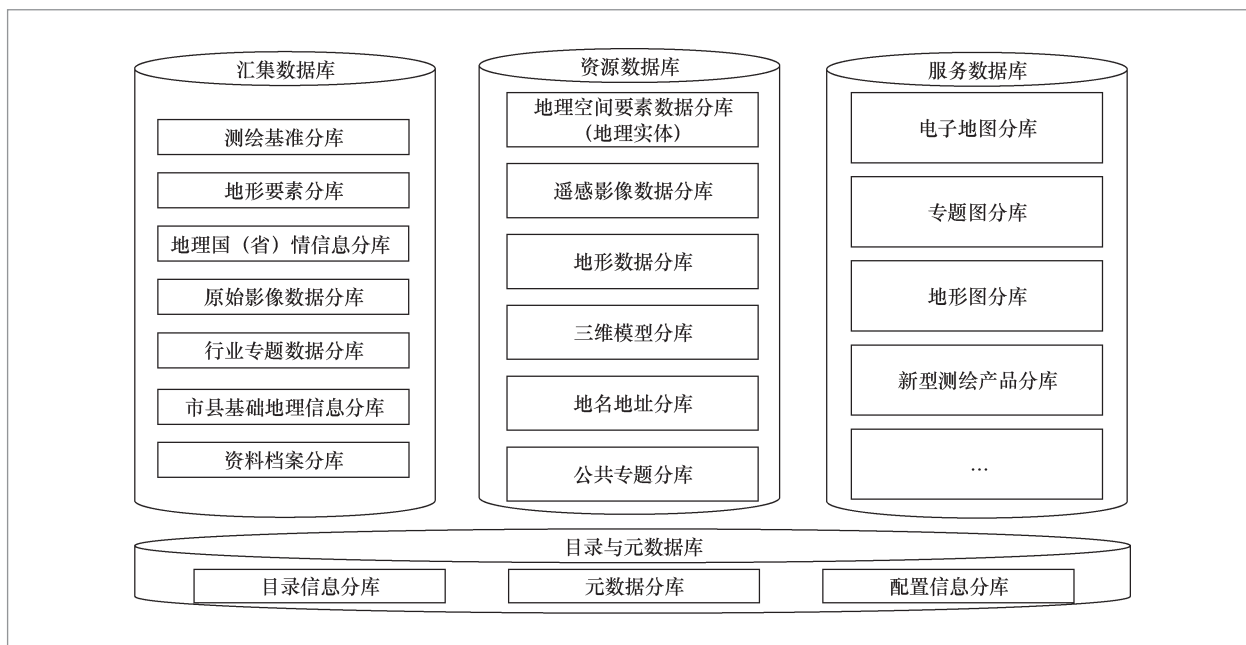 汇集数据库
测绘基准分库
地形要素分库
地理国（省）情信息分库
原始影像数据分库
行业专题数据分库
市县基础地理信息分库
资料档案分库
资源数据库
地理空间要素数据分库
（地理实体）
遥感影像数据分库
地形数据分库
三维模型分库
地名地址分库
公共专题分库
服务数据库
电子地图分库
专题图分库
地形图分库
新型测绘产品分库
…
目录与元数据库
目录信息分库
元数据分库
配置信息分库